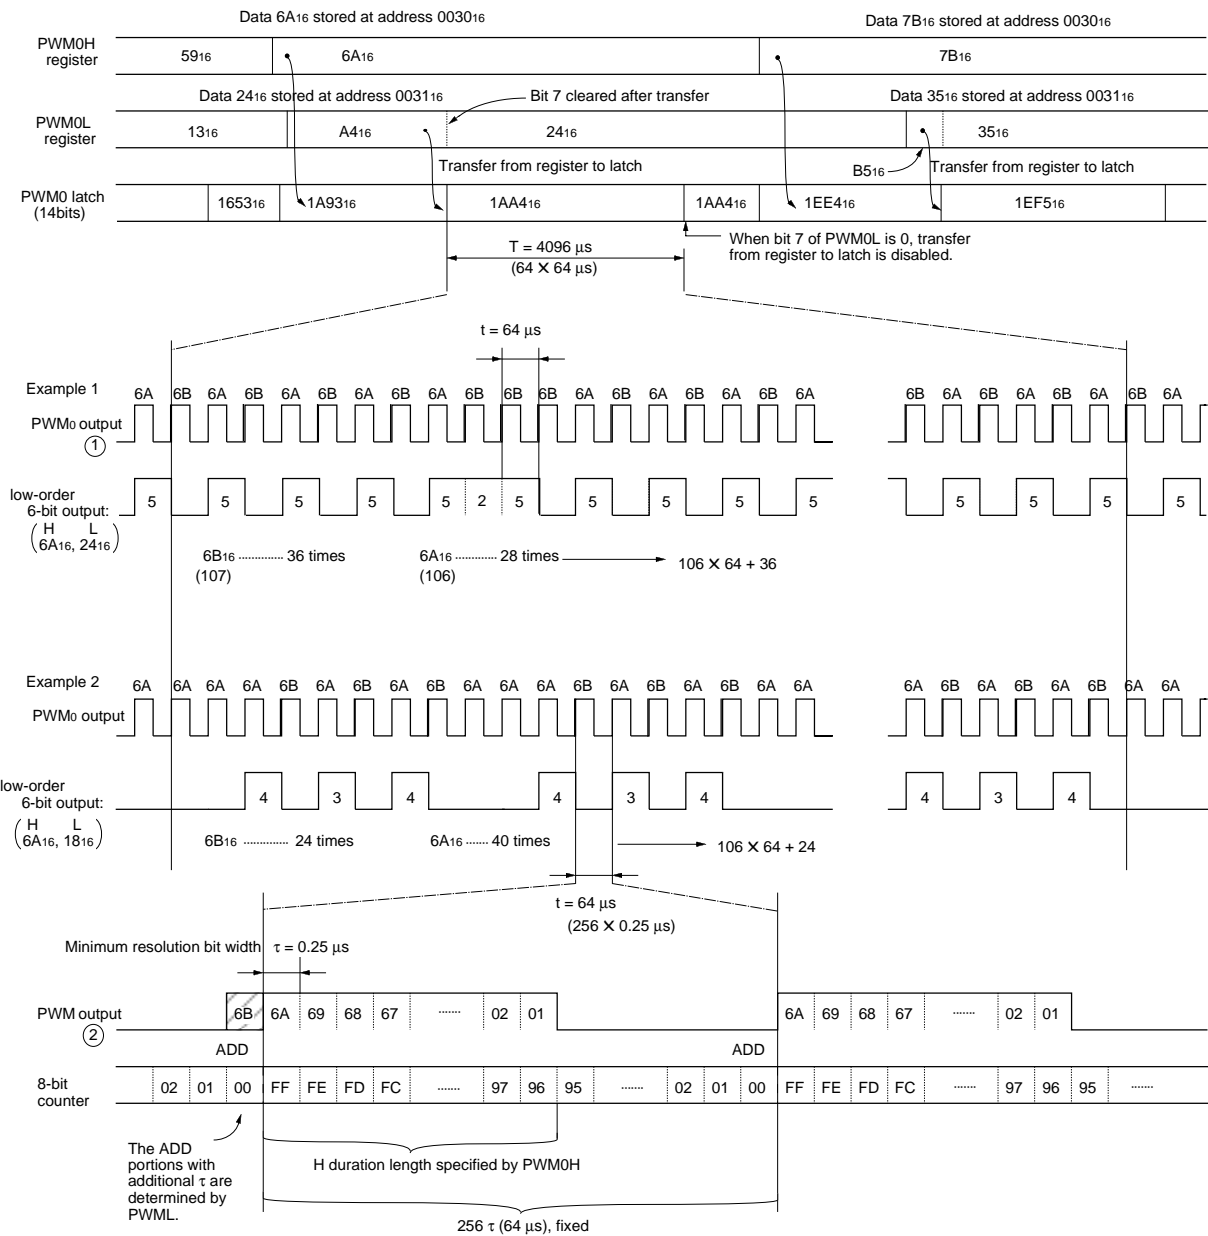 Data 6A16 stored at address 003016
Data 7B16 stored at address 003016
PWM0H
register
5916
6A16
7B16
Data 2416 stored at address 003116
Bit 7 cleared after transfer
Data 3516 stored at address 003116
PWM0L
register
1316
A416
2416
3516
Transfer from register to latch
B516
Transfer from register to latch
PWM0 latch
(14bits)
165316
1A9316
1AA416
1AA416
1EE416
1EF516
When bit 7 of PWM0L is 0, transfer
from register to latch is disabled.
T = 4096 µs
(64 × 64 µs)
t = 64 µs
Example 1
6A 6B 6A 6B 6A 6B 6A 6B 6A 6B 6B 6B 6A 6B 6A 6B 6A 6B 6A 6B 6A 6B 6A 6B 6A 6B 6A
PWM0 output
1
low-order
6-bit output:
5 5 5 5 5 2 5 5 5 5 5 5 5 5 5
H L
(6A16, 2416)
6B16 .............. 36 times
(107)
6A16 ........... 28 times
(106)
106 × 64 + 36
Example 2
6A 6A 6A 6A 6B 6A 6B 6A 6B 6A 6A 6A 6B 6A 6B 6A 6B 6A 6A 6A 6B 6A 6B 6A 6B 6A 6A
PWM0 output
low-order
6-bit output:
4 3 4 4 3 4 4 3 4
H L
(6A16, 1816)
6B16 .............. 24 times
6A16 ....... 40 times
106 × 64 + 24
t = 64 µs
(256 × 0.25 µs)
Minimum resolution bit width τ = 0.25 µs
PWM output
2
6B 6A 69 68 67 ....... 02 01
6A 69 68 67 ....... 02 01
ADD
ADD
8-bit
counter
02 01 00 FF FE FD FC ....... 97 96 95 ....... 02 01 00 FF FE FD FC ....... 97 96 95 .......
The ADD
portions with
additional τ are
determined by
PWML.
H duration length specified by PWM0H
256 τ (64 µs), fixed